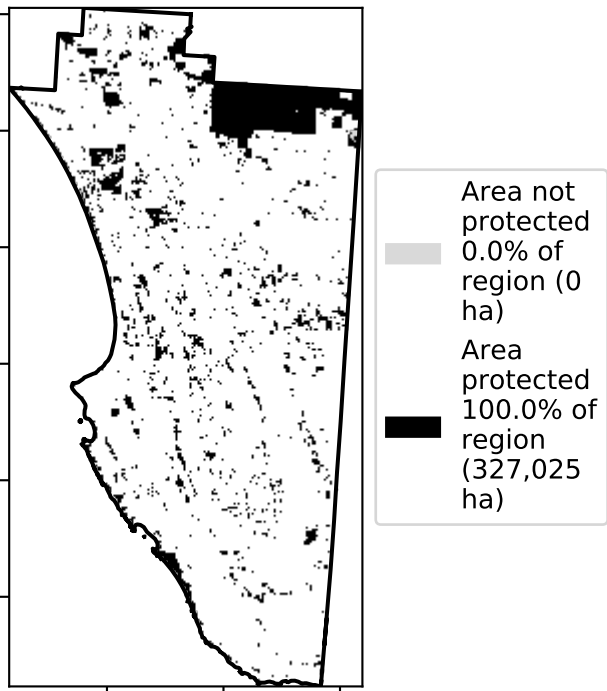 Area not
protected
0.0% of
region (0
ha)
Area
protected
100.0% of
region
(327,025
ha)